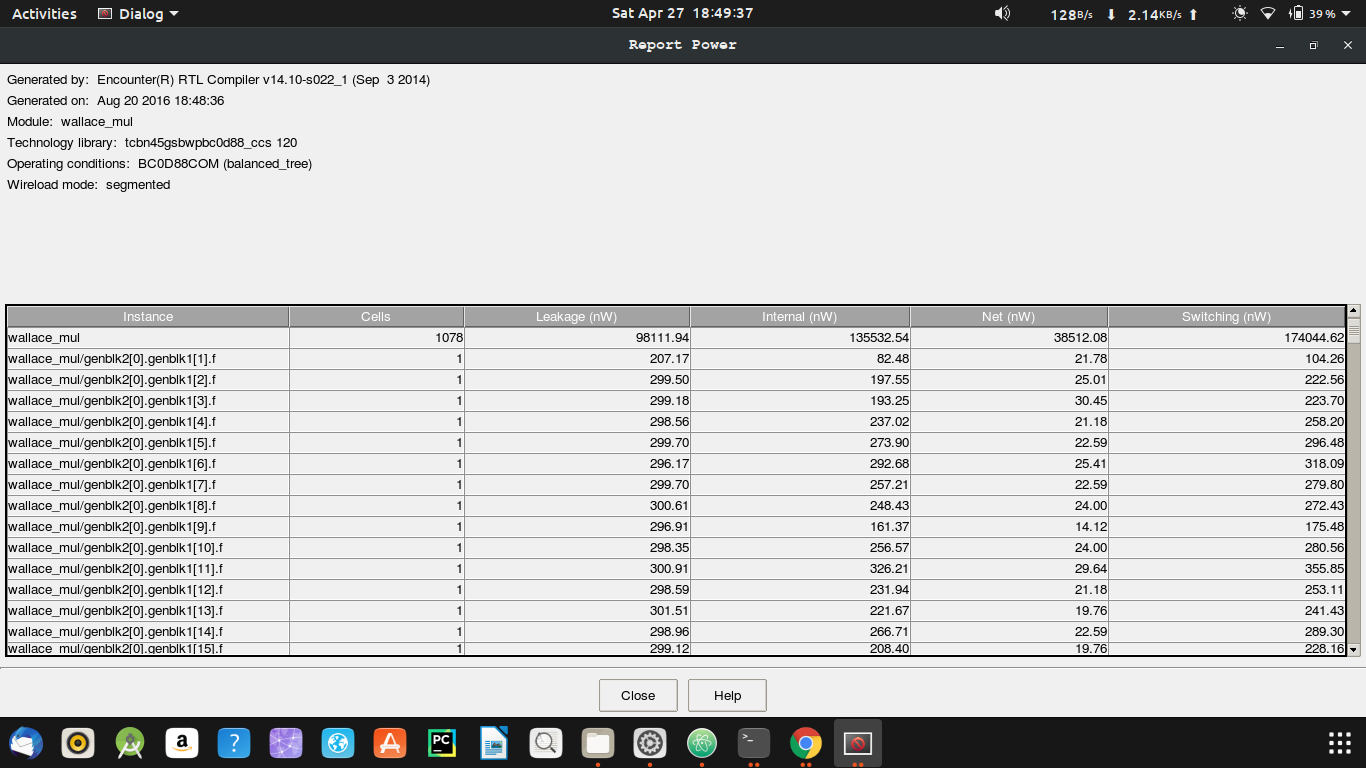 Activities Dialog Sat Apr 27 18:49:37 128B/s 2.14KB/s 39 %
Report Power
Generated by: Encounter(R) RTL Compiler v14.10-s022_1 (Sep 3 2014)
Generated on: Aug 20 2016 18:48:36
Module: wallace_mul
Technology library: tcbn45gsbwpbc0d88_ccs 120
Operating conditions: BC0D88COM (balanced_tree)
Wireload mode: segmented
Instance Cells Leakage (nW) Internal (nW) Net (nW) Switching (nW)
wallace_mul 1078 98111.94 135532.54 38512.08 174044.62
wallace_mul/genblk2[0].genblk1[1].f 1 207.17 82.48 21.78 104.26
wallace_mul/genblk2[0].genblk1[2].f 1 299.50 197.55 25.01 222.56
wallace_mul/genblk2[0].genblk1[3].f 1 299.18 193.25 30.45 223.70
wallace_mul/genblk2[0].genblk1[4].f 1 298.56 237.02 21.18 258.20
wallace_mul/genblk2[0].genblk1[5].f 1 299.70 273.90 22.59 296.48
wallace_mul/genblk2[0].genblk1[6].f 1 296.17 292.68 25.41 318.09
wallace_mul/genblk2[0].genblk1[7].f 1 299.70 257.21 22.59 279.80
wallace_mul/genblk2[0].genblk1[8].f 1 300.61 248.43 24.00 272.43
wallace_mul/genblk2[0].genblk1[9].f 1 296.91 161.37 14.12 175.48
wallace_mul/genblk2[0].genblk1[10].f 1 298.35 256.57 24.00 280.56
wallace_mul/genblk2[0].genblk1[11].f 1 300.91 326.21 29.64 355.85
wallace_mul/genblk2[0].genblk1[12].f 1 298.59 231.94 21.18 253.11
wallace_mul/genblk2[0].genblk1[13].f 1 301.51 221.67 19.76 241.43
wallace_mul/genblk2[0].genblk1[14].f 1 298.96 266.71 22.59 289.30
wallace_mul/genblk2[0].genblk1[15].f 1 299.12 208.40 19.76 228.16
Close Help
a ? A PC >_